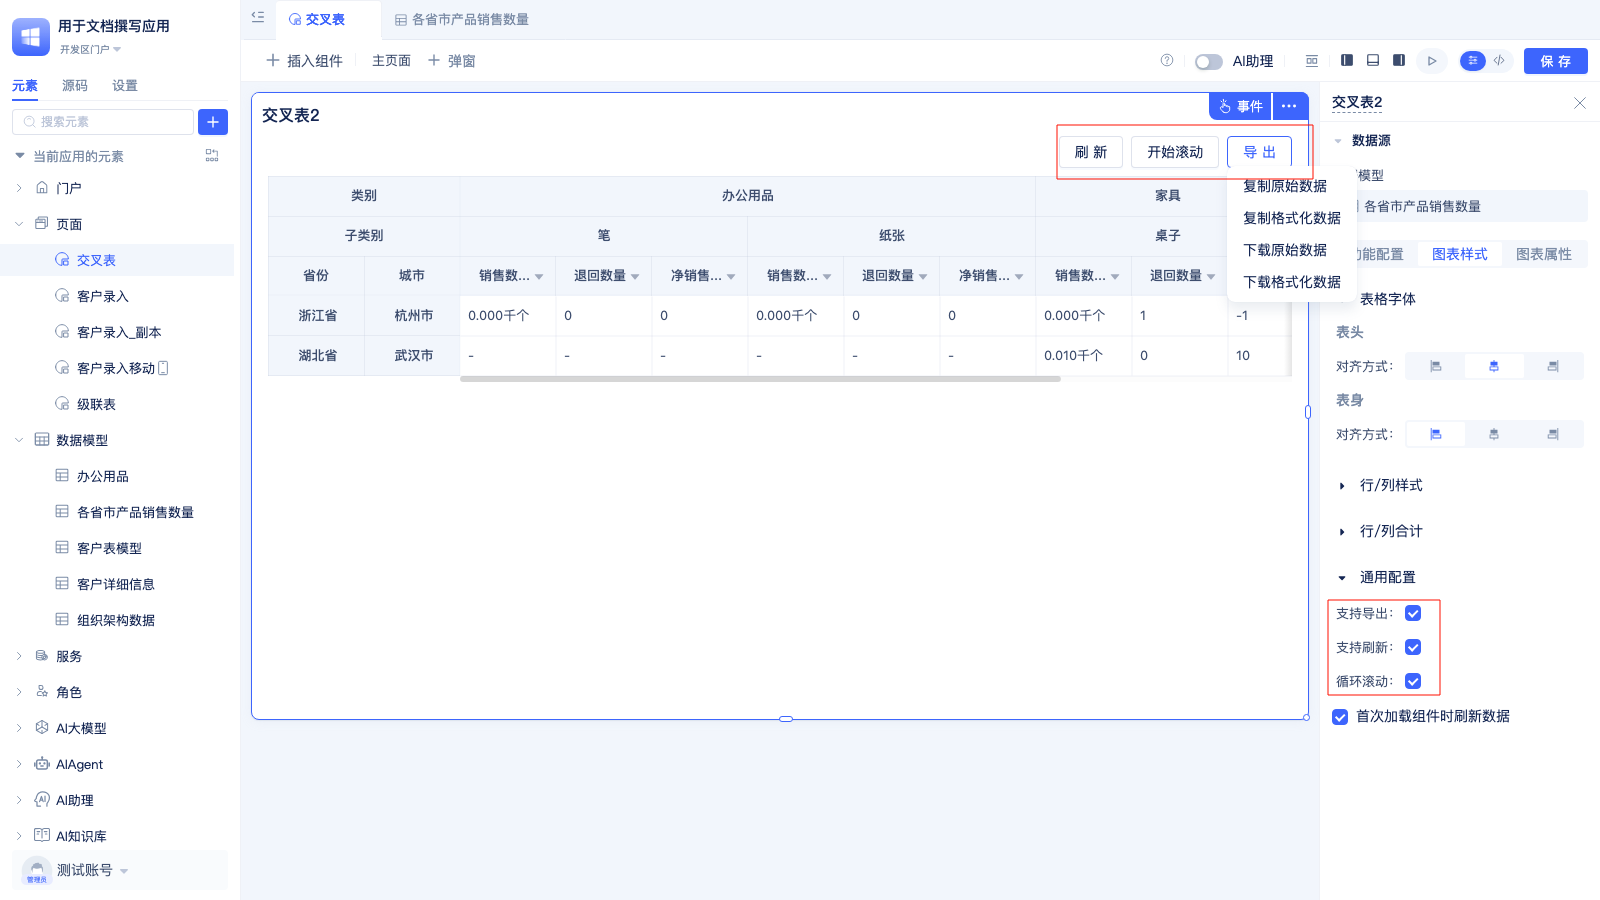 用于文档撰写应用
开发区门户
元素 源码 设置
搜索元素
当前应用的元素
门户
页面
交叉表
客户录入
客户录入_副本
客户录入移动
级联表
数据模型
办公用品
各省市产品销售数量
客户表模型
客户详细信息
组织架构数据
服务
角色
AI大模型
AIAgent
AI助理
AI知识库
测试账号
管理员
交叉表 各省市产品销售数量
插入组件 主页面 弹窗
AI助理
保 存
交叉表2
事件
刷 新 开始滚动 导 出
复制原始数据
复制格式化数据
下载原始数据
下载格式化数据
类别 办公用品 家具
子类别 笔 纸张 桌子
省份 城市 销售数... 退回数量 净销售... 销售数... 退回数量 净销售... 销售数... 退回数量
浙江省 杭州市 0.000千个 0 0 0.000千个 0 0 0.000千个 1 -1
湖北省 武汉市 - - - - - - 0.010千个 0 10
交叉表2
数据源
模型
各省市产品销售数量
能配置 图表样式 图表属性
表格字体
表头
对齐方式:
表身
对齐方式:
行/列样式
行/列合计
通用配置
支持导出:
支持刷新:
循环滚动:
首次加载组件时刷新数据